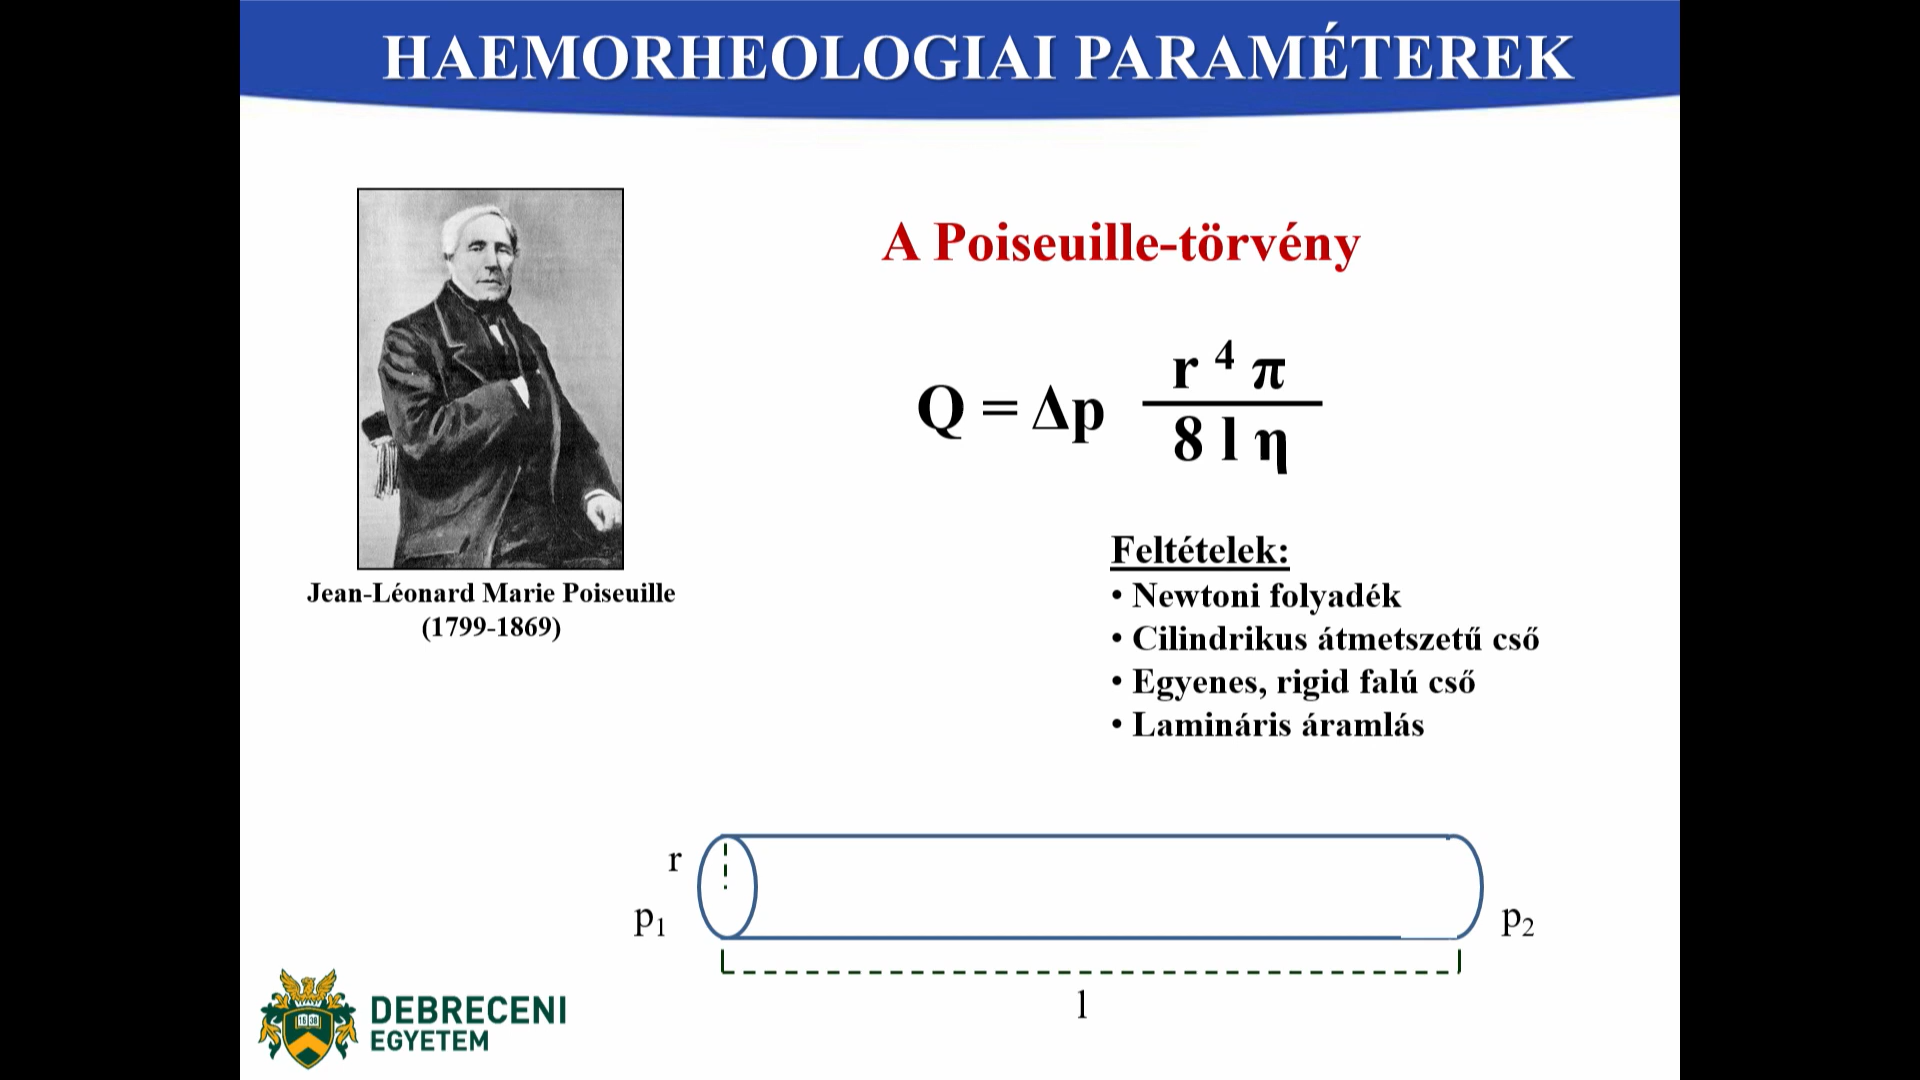 HAEMORHEOLOGIAI PARAMÉTEREK
A Poiseuille-törvény
Q = Δp r⁴ π / 8 l η
Jean-Léonard Marie Poiseuille
(1799-1869)
Feltételek:
• Newtoni folyadék
• Cilindrikus átmetszetű cső
• Egyenes, rigid falú cső
• Lamináris áramlás
r
p₁
p₂
l
1538
DEBRECENI
EGYETEM